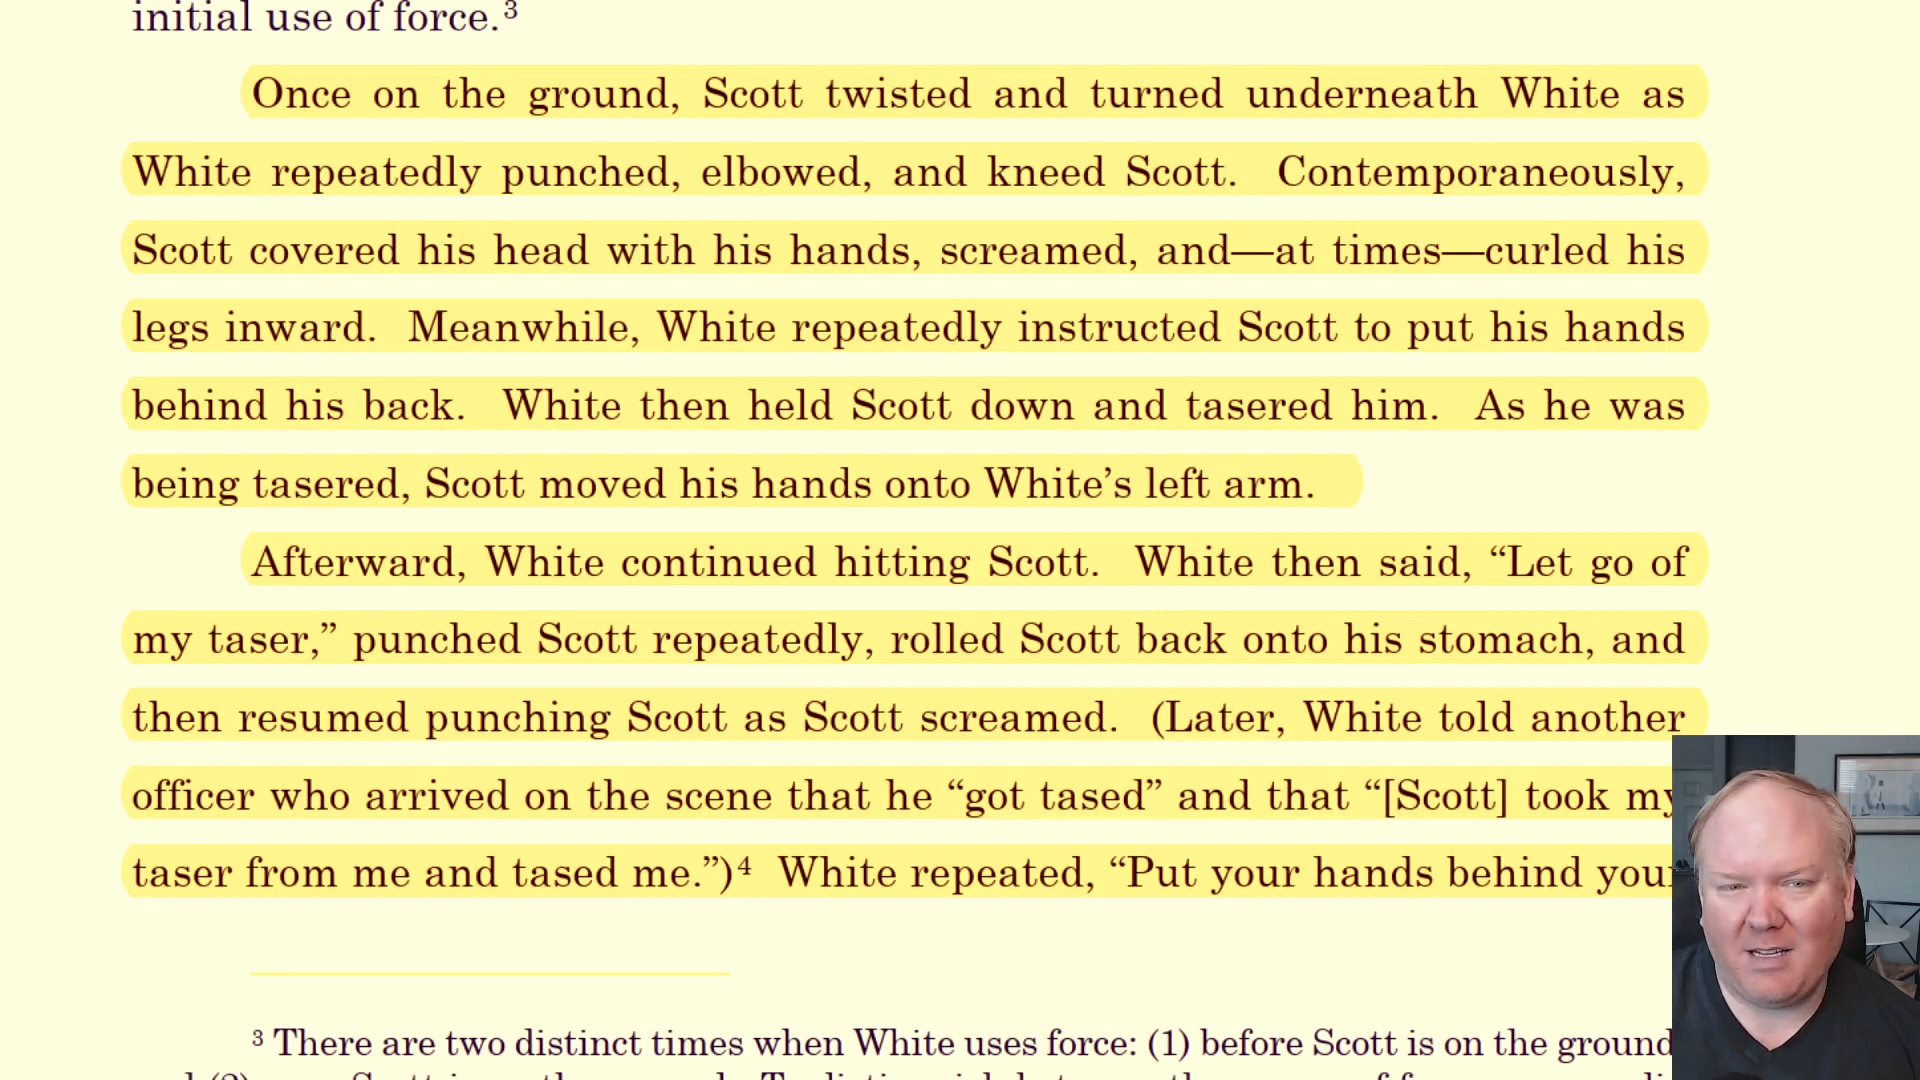 initial use of force.³
Once on the ground, Scott twisted and turned underneath White as
White repeatedly punched, elbowed, and kneed Scott. Contemporaneously,
Scott covered his head with his hands, screamed, and—at times—curled his
legs inward. Meanwhile, White repeatedly instructed Scott to put his hands
behind his back. White then held Scott down and tasered him. As he was
being tasered, Scott moved his hands onto White’s left arm.
Afterward, White continued hitting Scott. White then said, “Let go of
my taser,” punched Scott repeatedly, rolled Scott back onto his stomach, and
then resumed punching Scott as Scott screamed. (Later, White told another
officer who arrived on the scene that he “got tased” and that “[Scott] took my
taser from me and tased me.”)⁴ White repeated, “Put your hands behind your
³ There are two distinct times when White uses force: (1) before Scott is on the ground